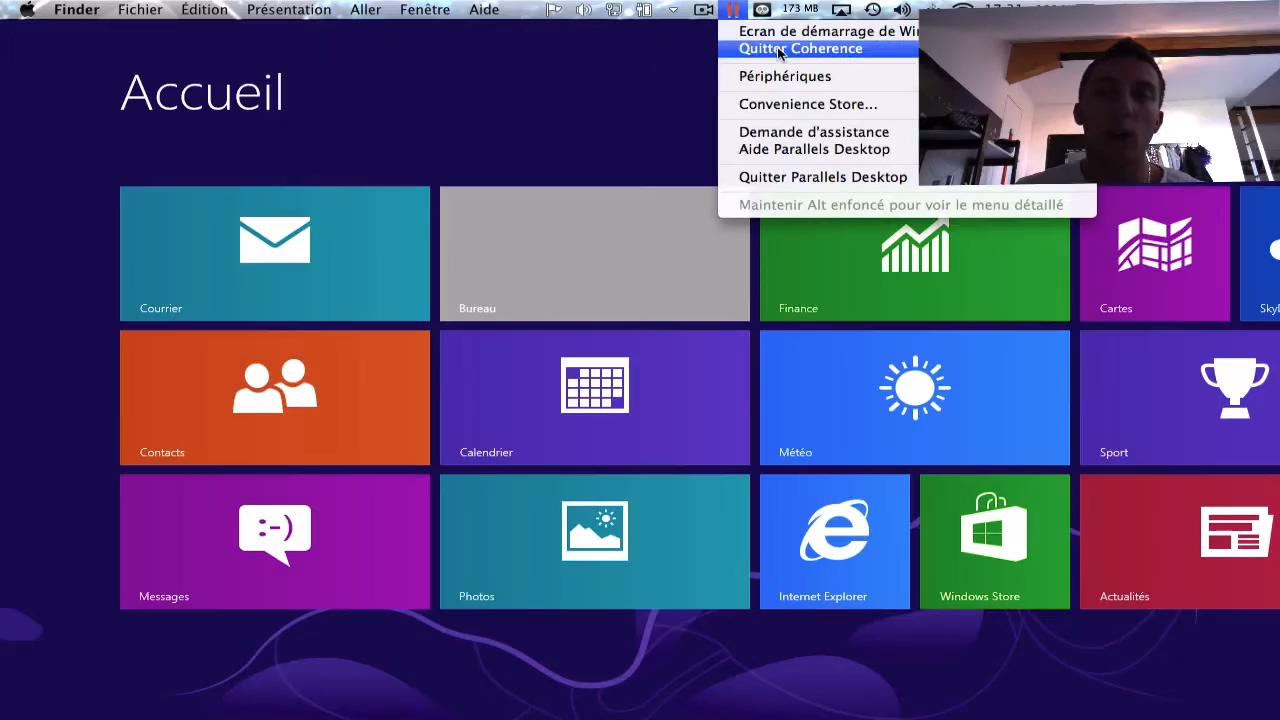 Finder Fichier Édition Présentation Aller Fenêtre Aide 173 MB
Ecran de démarrage de
Quitter Coherence
Périphériques
Convenience Store...
Demande d'assistance
Aide Parallels Desktop
Quitter Parallels Desktop
Maintenir Alt enfoncé pour voir le menu détaillé
Accueil
Courrier
Bureau
Finance
Cartes
Contacts
Calendrier
Météo
Sport
Messages
Photos
Internet Explorer
Windows Store
Actualités